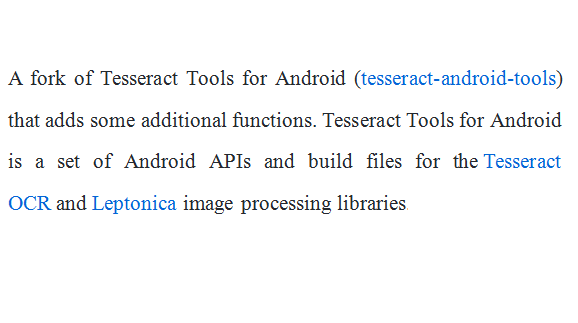 A fork of Tesseract Tools for Android (tesseract-android-tools)
that adds some additional functions. Tesseract Tools for Android
is a set of Android APIs and build files for the Tesseract
OCR and Leptonica image processing libraries.